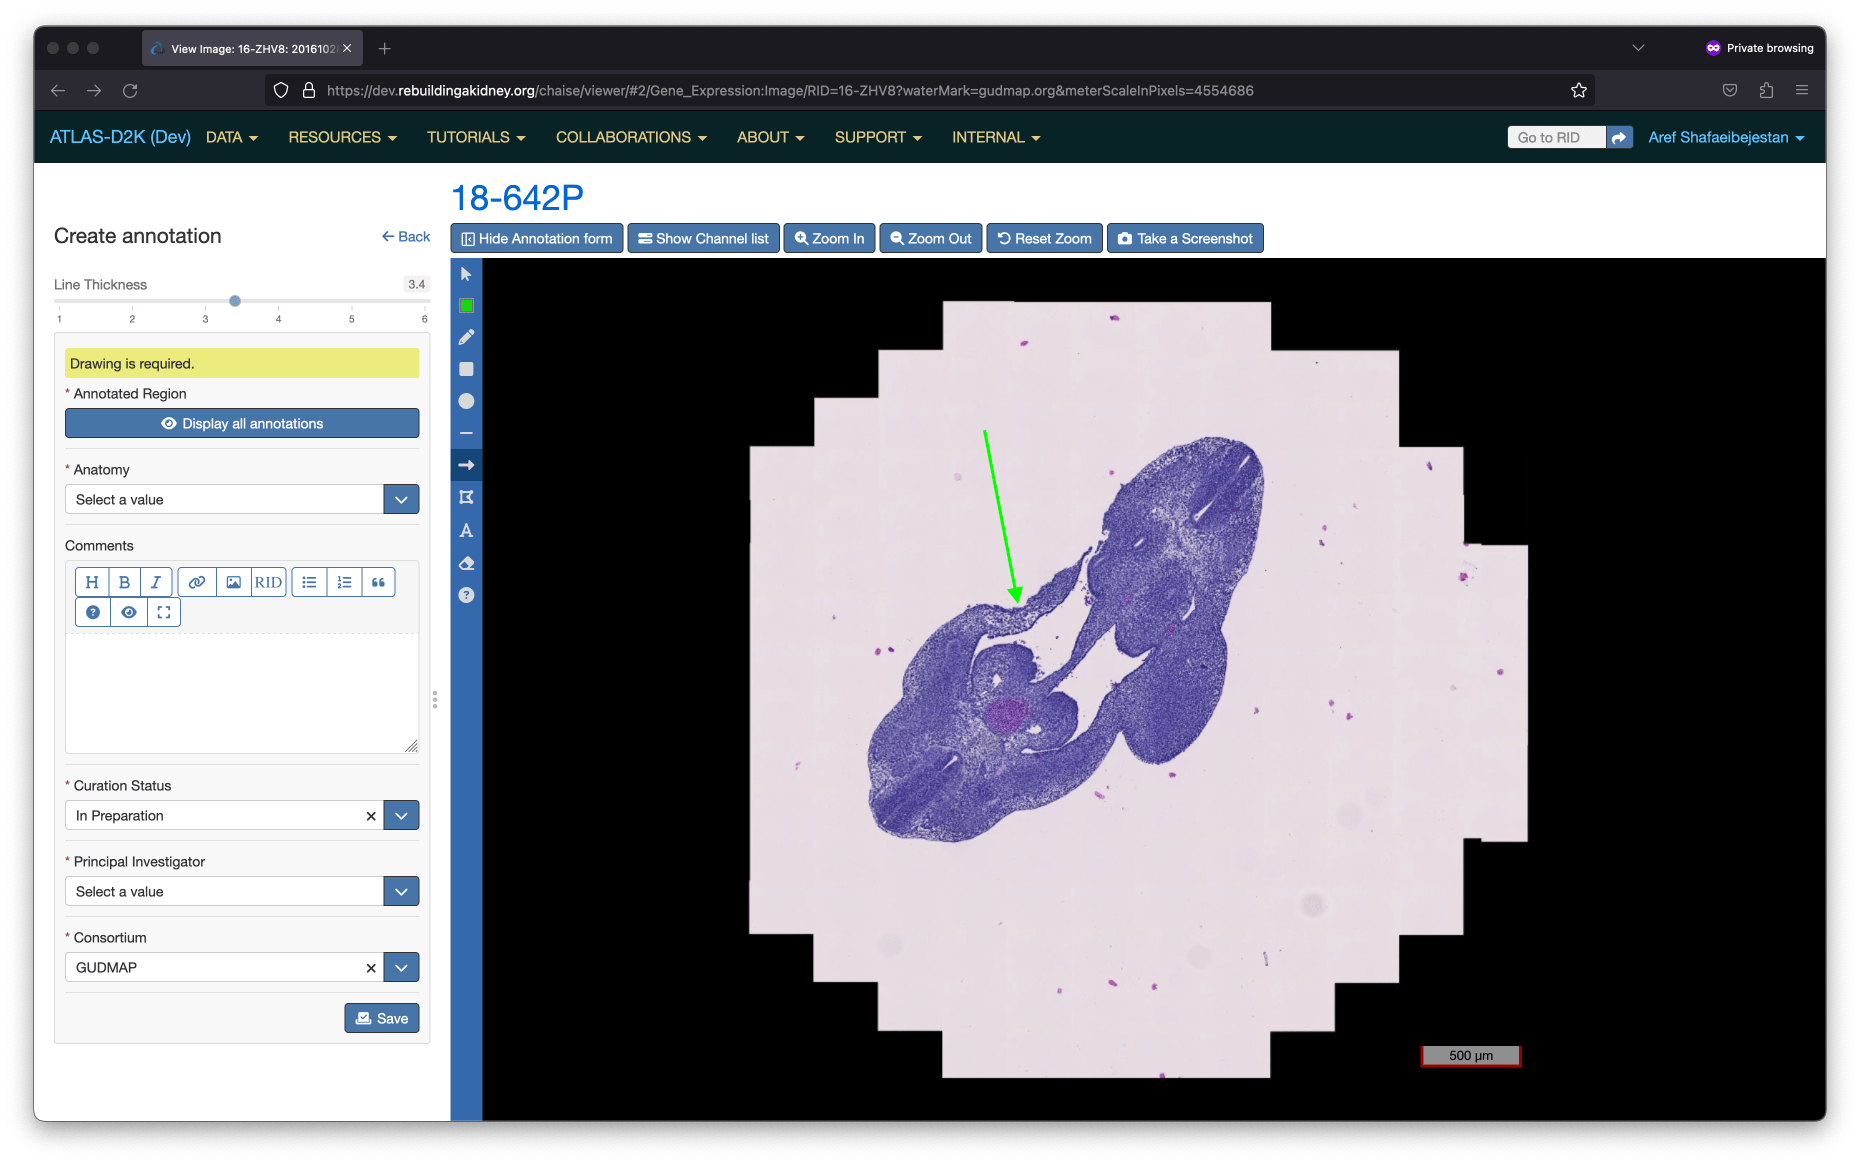 View Image: 16-ZHV8: 2016102
Private browsing
https://dev.rebuildingakidney.org/chaise/viewer/#2/Gene_Expression:Image/RID=16-ZHV8?waterMark=gudmap.org&meterScaleInPixels=4554686
ATLAS-D2K (Dev) DATA RESOURCES TUTORIALS COLLABORATIONS ABOUT SUPPORT INTERNAL Go to RID Aref Shafaeibejestan
18-642P
Create annotation
Back
Hide Annotation form Show Channel list Zoom In Zoom Out Reset Zoom Take a Screenshot
Line Thickness 3.4
1 2 3 4 5 6
Drawing is required.
* Annotated Region
Display all annotations
* Anatomy
Select a value
Comments
H B I RID
* Curation Status
In Preparation
* Principal Investigator
Select a value
* Consortium
GUDMAP
Save
A
500 µm